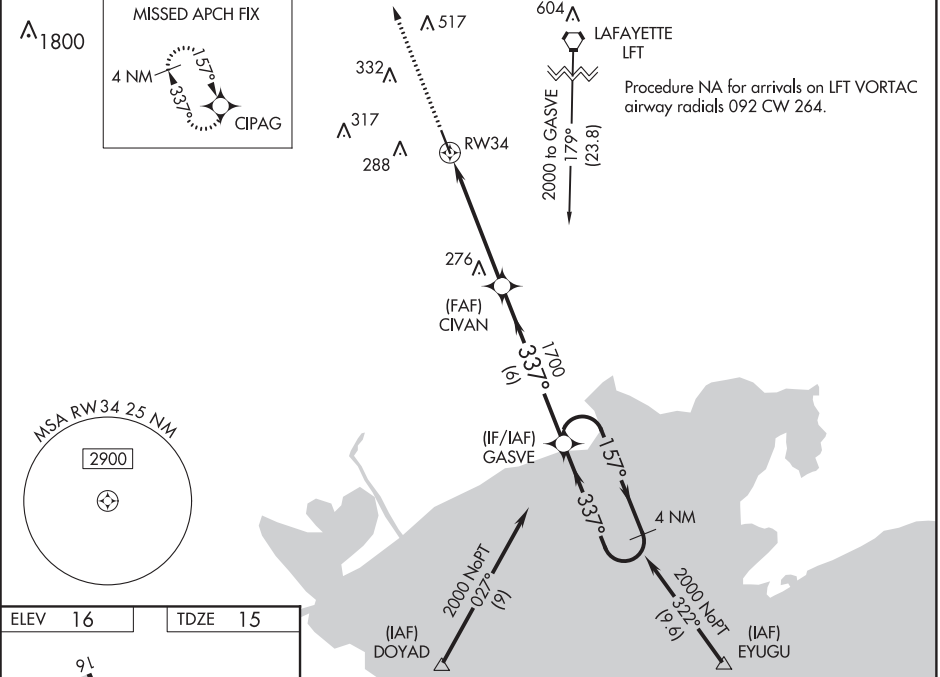 1800
MISSED APCH FIX
4 NM
157°
337°
CIPAG
517
332
317
288
RW34
604
LAFAYETTE
LFT
2000 to GASVE
179°
(23.8)
Procedure NA for arrivals on LFT VORTAC
airway radials 092 CW 264.
276
(FAF)
CIVAN
1700
337°
(6)
MSA RW34 25 NM
2900
(IF/IAF)
GASVE
157°
337°
4 NM
2000 NoPT
027°
(9)
2000 NoPT
322°
(9.6)
(IAF)
DOYAD
(IAF)
EYUGU
ELEV 16
TDZE 15
16